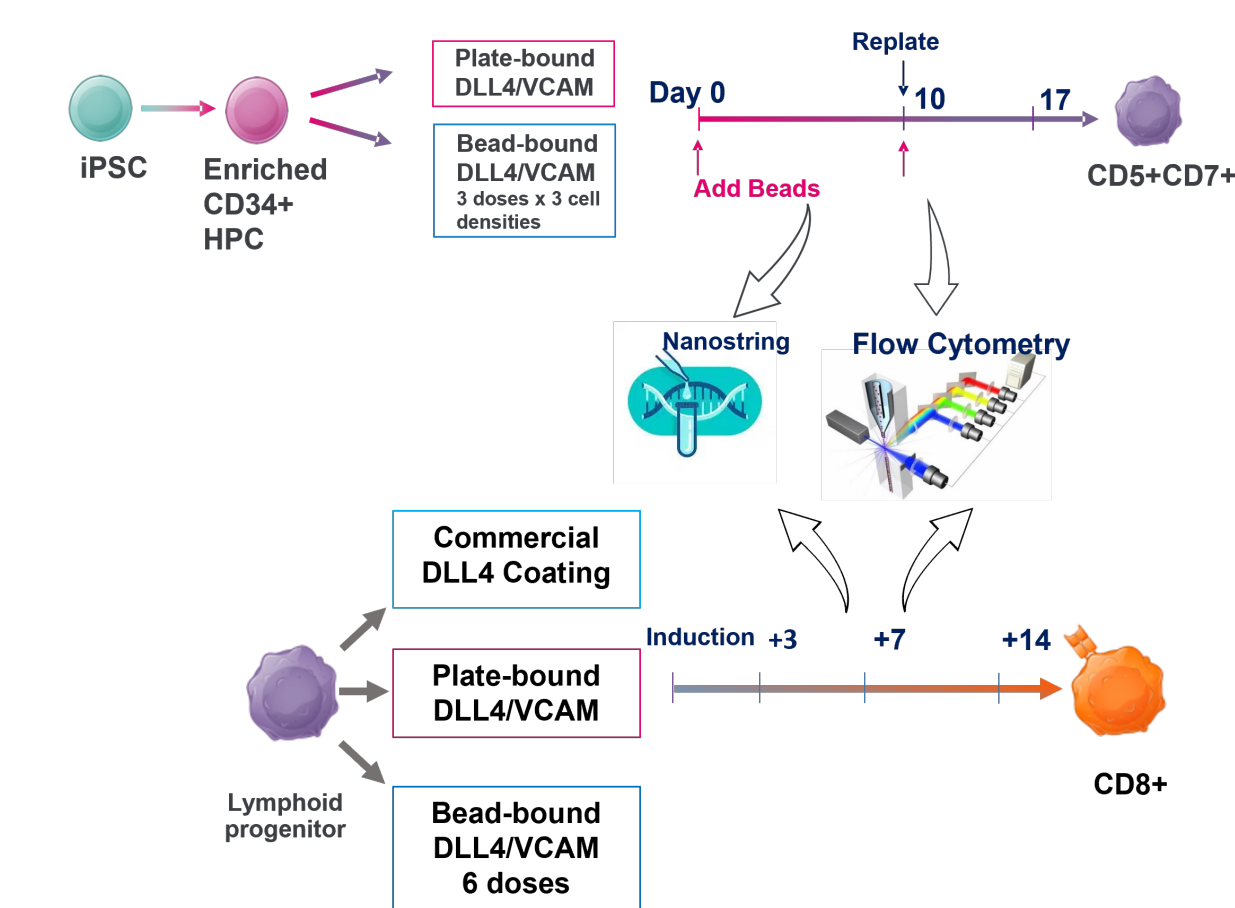 iPSC
Enriched
CD34+
HPC
Plate-bound
DLL4/VCAM
Bead-bound
DLL4/VCAM
3 doses x 3 cell
densities
Replate
Day 0
10
17
Add Beads
CD5+CD7+
Nanostring
Flow Cytometry
Commercial
DLL4 Coating
Plate-bound
DLL4/VCAM
Bead-bound
DLL4/VCAM
6 doses
Lymphoid
progenitor
Induction
+3
+7
+14
CD8+